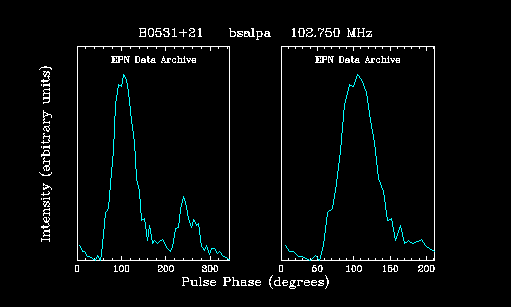 B0531+21 bsalpa 102.750 MHz
EPN Data Archive EPN Data Archive
Intensity (arbitrary units)
0 100 200 300 0 50 100 150 200
Pulse Phase (degrees)